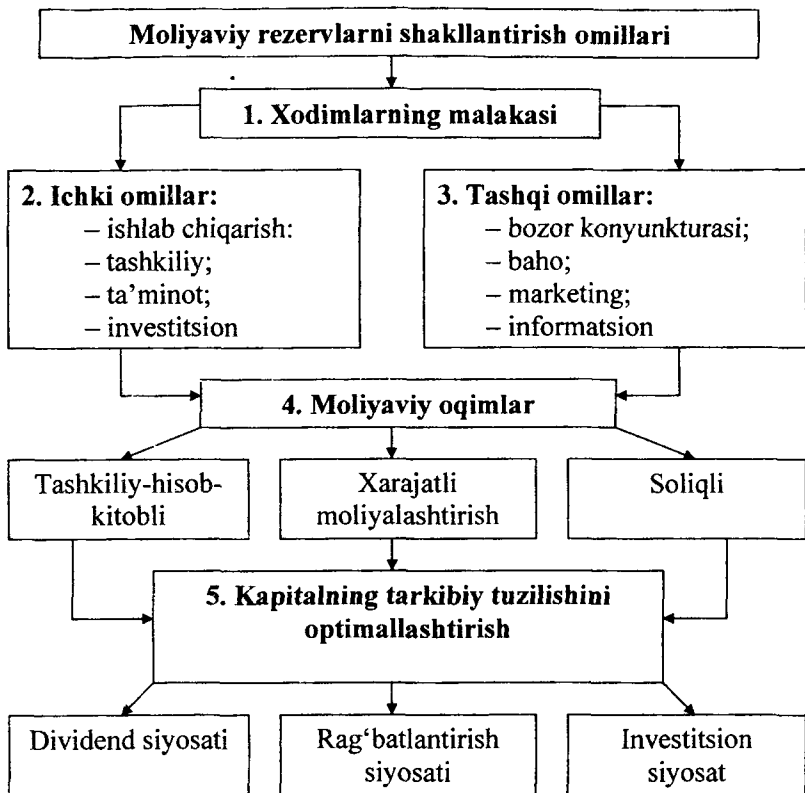 Moliyaviy rezervlarni shakllantirish omillari
1. Xodimlarning malakasi
2. Ichki omillar:
– ishlab chiqarish:
– tashkiliy;
– ta’minot;
– investitsion
3. Tashqi omillar:
– bozor konyunkturasi;
– baho;
– marketing;
– informatsion
4. Moliyaviy oqimlar
Tashkiliy-hisob-
kitobli
Xarajatli
moliyalashtirish
Soliqli
5. Kapitalning tarkibiy tuzilishini
optimallashtirish
Dividend siyosati
Rag‘batlantirish
siyosati
Investitsion
siyosat